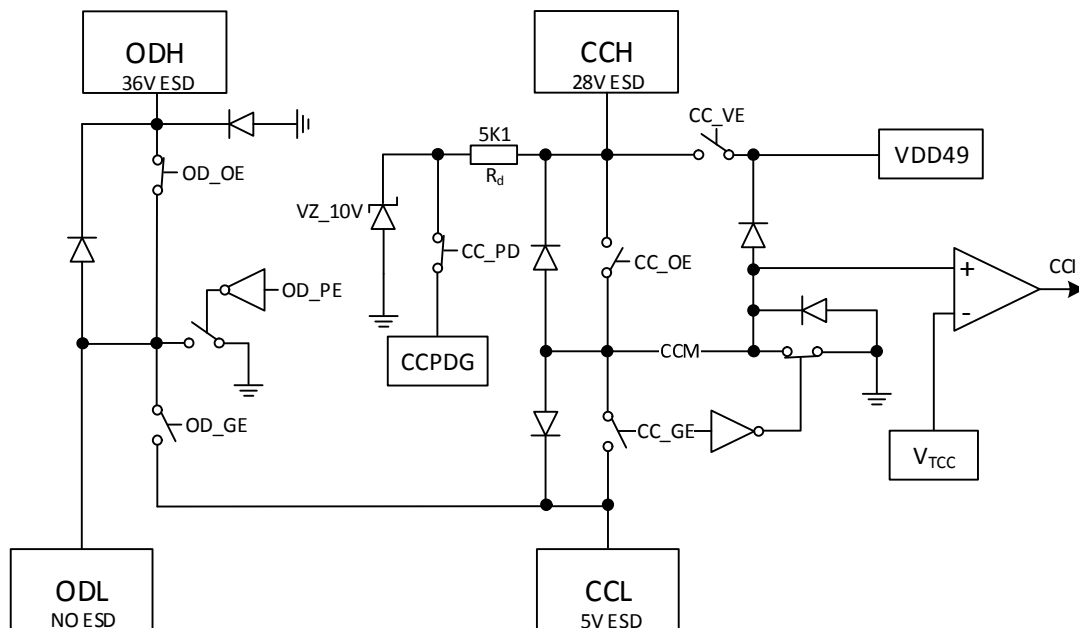 ODH
36V ESD
CCH
28V ESD
CC_VE
VDD49
5K1
Rd
OD_OE
VZ_10V
CC_PD
CC_OE
OD_PE
+
-
CCI
CCPDG
CCM
OD_GE
CC_GE
VTCC
ODL
NO ESD
CCL
5V ESD